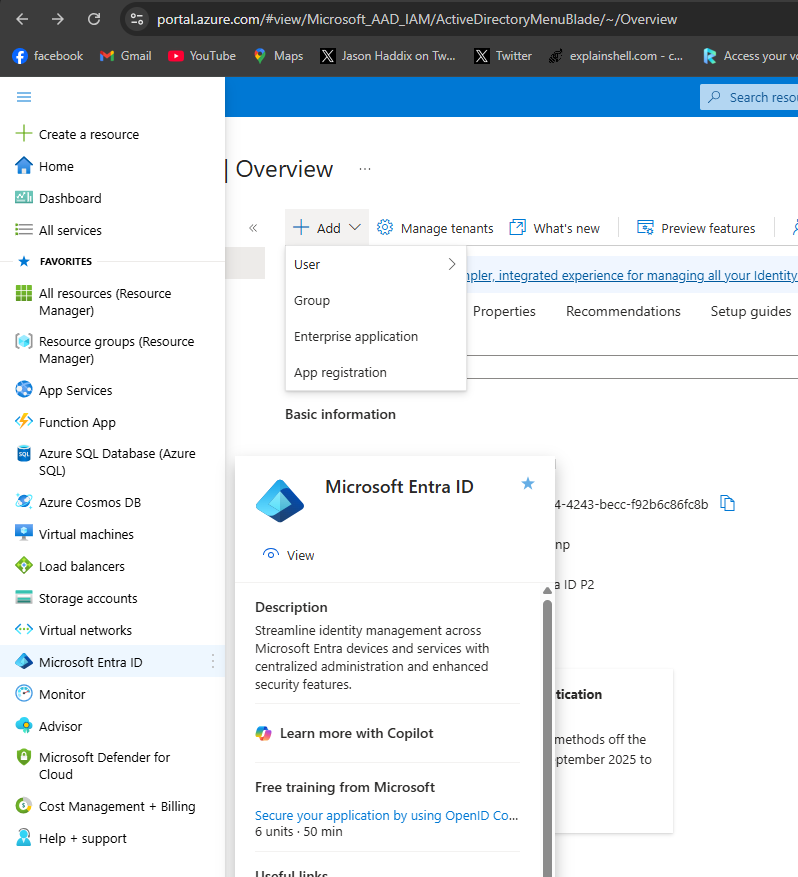 portal.azure.com/#view/Microsoft_AAD_IAM/ActiveDirectoryMenuBlade/~/Overview
facebook
Gmail
YouTube
Maps
Jason Haddix on Tw...
Twitter
explainshell.com - c...
Access your
Search
Create a resource
Home
Dashboard
All services
FAVORITES
All resources (Resource
Manager)
Resource groups (Resource
Manager)
App Services
Function App
Azure SQL Database (Azure
SQL)
Azure Cosmos DB
Virtual machines
Load balancers
Storage accounts
Virtual networks
Microsoft Entra ID
Monitor
Advisor
Microsoft Defender for
Cloud
Cost Management + Billing
Help + support
Overview
...
Add
Manage tenants
What's new
Preview features
User
Group
Enterprise application
App registration
integrated experience for managing all your Identity
Properties
Recommendations
Setup guides
Basic information
4-4243-becc-f92b6c86fc8b
ID P2
Microsoft Entra ID
View
Description
Streamline identity management across
Microsoft Entra devices and services with
centralized administration and enhanced
security features.
Learn more with Copilot
Free training from Microsoft
Secure your application by using OpenID Co...
6 units · 50 min
Useful links
methods off the
2025 to